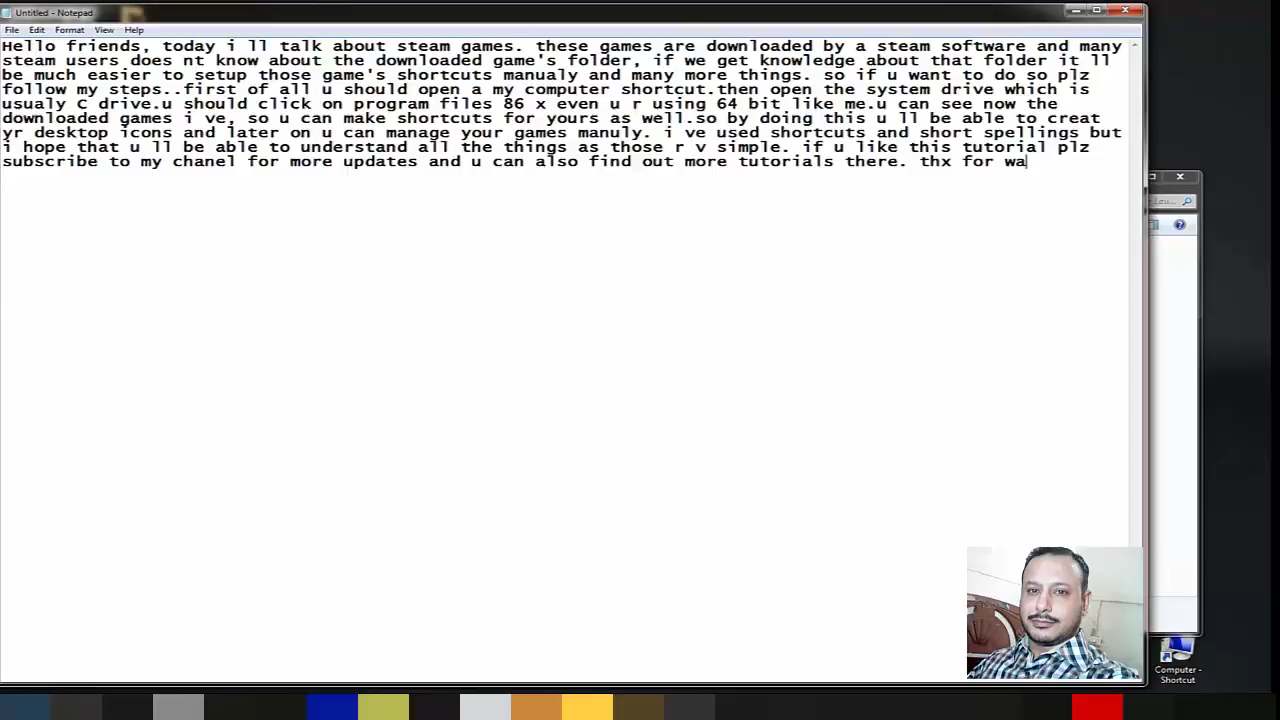 Untitled - Notepad
File Edit Format View Help
Hello friends, today i ll talk about steam games. these games are downloaded by a steam software and many
steam users does nt know about the downloaded game's folder, if we get knowledge about that folder it ll
be much easier to setup those game's shortcuts manualy and many more things. so if u want to do so plz
follow my steps..first of all u should open a my computer shortcut.then open the system drive which is
usualy C drive.u should click on program files 86 x even u r using 64 bit like me.u can see now the
downloaded games i ve, so u can make shortcuts for yours as well.so by doing this u ll be able to creat
yr desktop icons and later on u can manage your games manuly. i ve used shortcuts and short spellings but
i hope that u ll be able to understand all the things as those r v simple. if u like this tutorial plz
subscribe to my chanel for more updates and u can also find out more tutorials there. thx for wa
Computer -
Shortcut